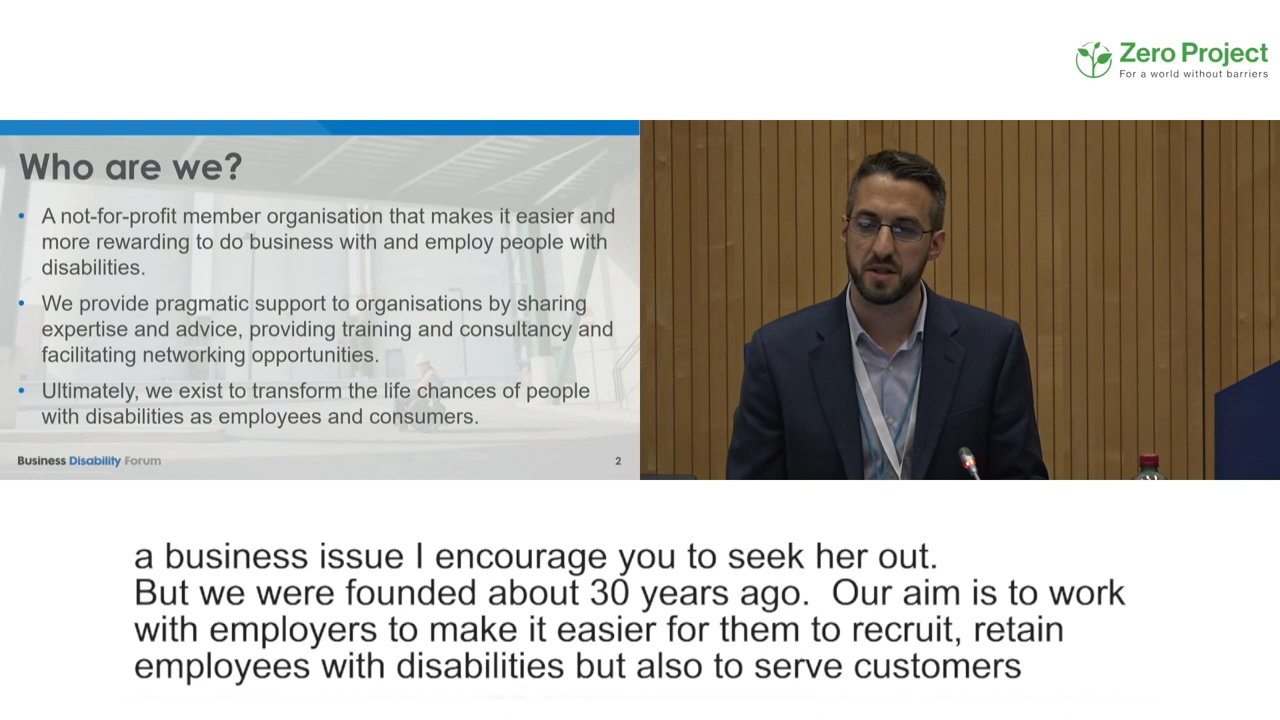 Zero Project
For a world without barriers
Who are we?
• A not-for-profit member organisation that makes it easier and
more rewarding to do business with and employ people with
disabilities.
• We provide pragmatic support to organisations by sharing
expertise and advice, providing training and consultancy and
facilitating networking opportunities.
• Ultimately, we exist to transform the life chances of people
with disabilities as employees and consumers.
Business Disability Forum
2
a business issue I encourage you to seek her out.
But we were founded about 30 years ago.  Our aim is to work
with employers to make it easier for them to recruit, retain
employees with disabilities but also to serve customers